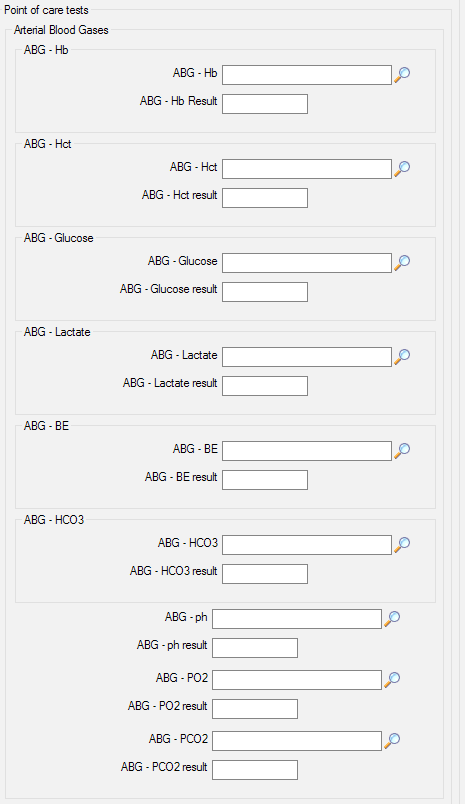 Point of care tests
Arterial Blood Gases
ABG - Hb
ABG - Hb
ABG - Hb Result
ABG - Hct
ABG - Hct
ABG - Hct result
ABG - Glucose
ABG - Glucose
ABG - Glucose result
ABG - Lactate
ABG - Lactate
ABG - Lactate result
ABG - BE
ABG - BE
ABG - BE result
ABG - HCO3
ABG - HCO3
ABG - HCO3 result
ABG - ph
ABG - ph result
ABG - PO2
ABG - PO2 result
ABG - PCO2
ABG - PCO2 result